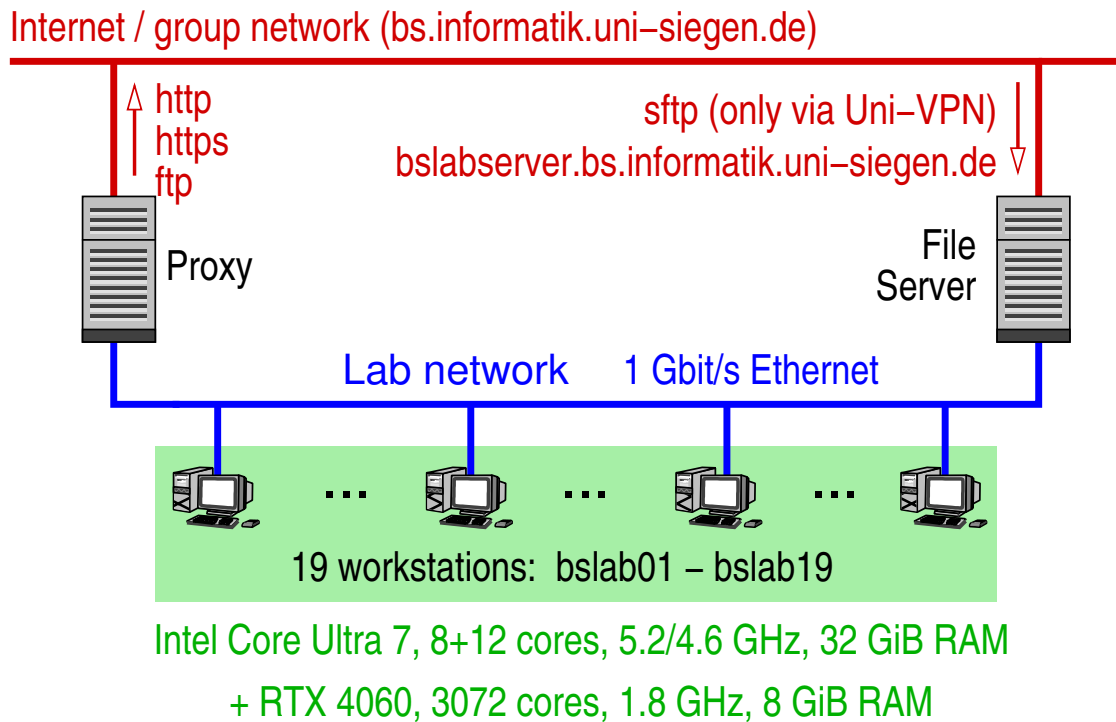 Internet / group network (bs.informatik.uni−siegen.de)
http
https
ftp
sftp (only via Uni−VPN)
bslabserver.bs.informatik.uni−siegen.de
Proxy
File
Server
Lab network 1 Gbit/s Ethernet
... ... ...
19 workstations: bslab01 − bslab19
Intel Core Ultra 7, 8+12 cores, 5.2/4.6 GHz, 32 GiB RAM
+ RTX 4060, 3072 cores, 1.8 GHz, 8 GiB RAM